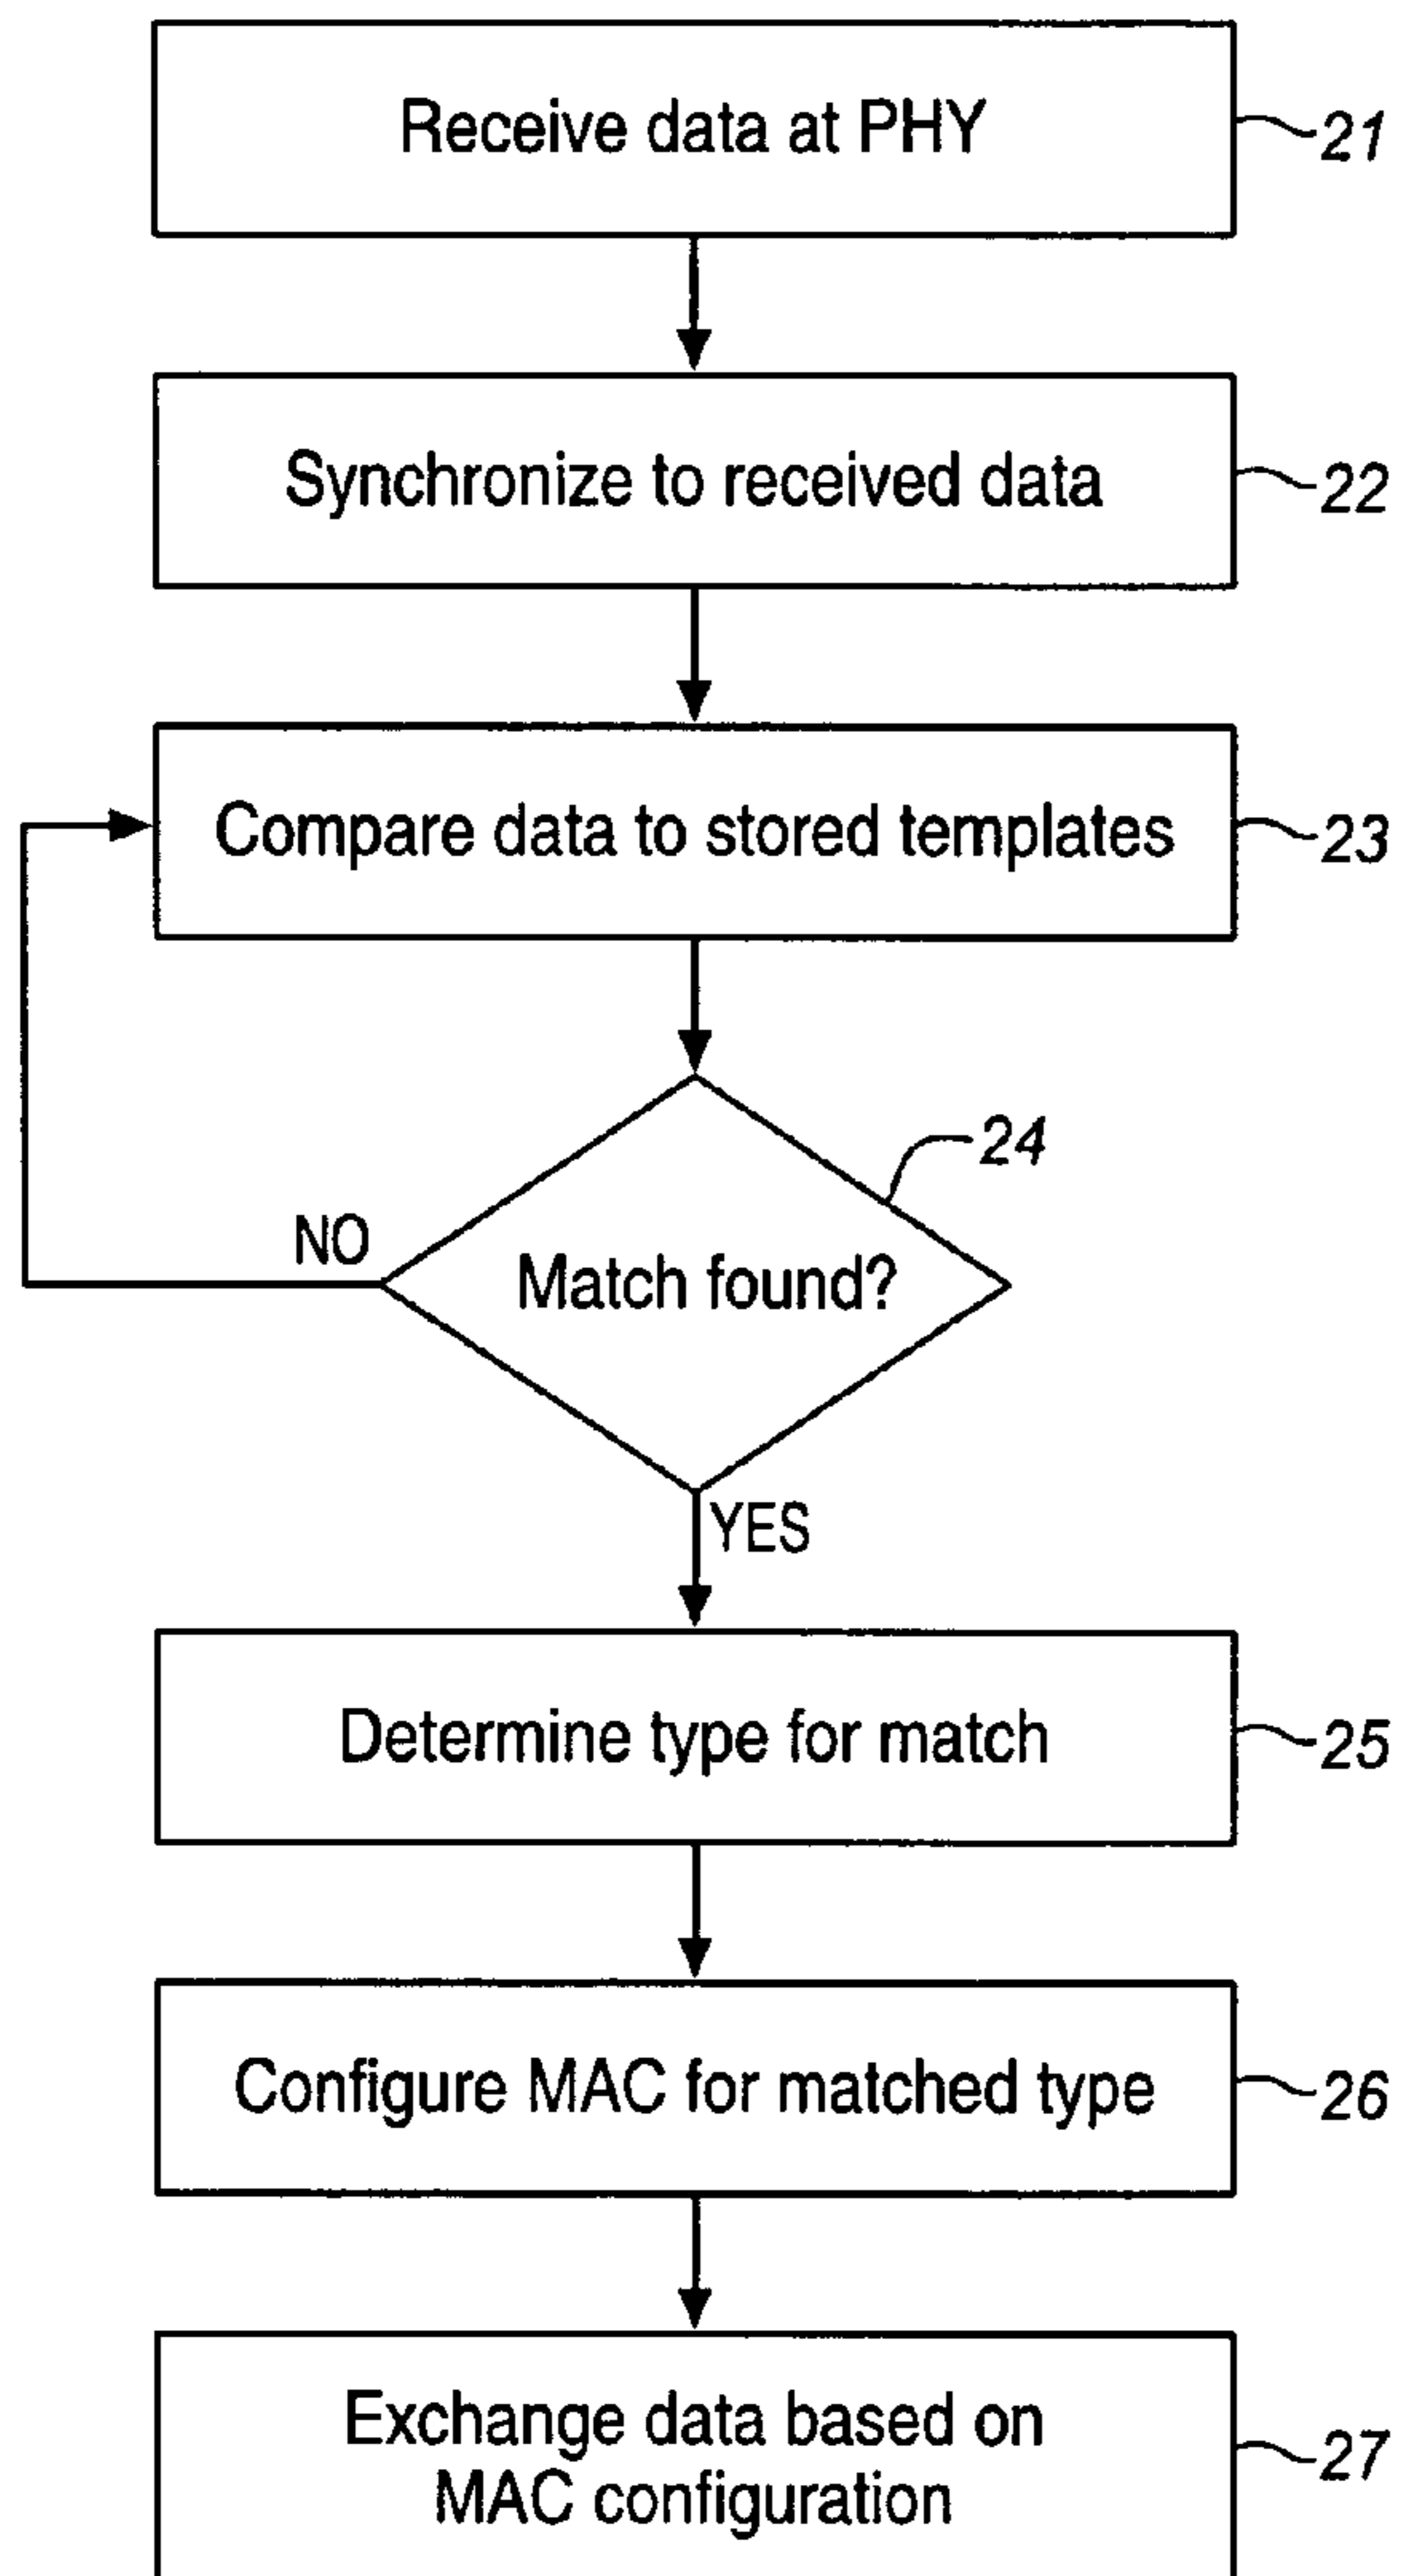 Receive data at PHY
21
Synchronize to received data
22
Compare data to stored templates
23
24
NO
Match found?
YES
Determine type for match
25
Configure MAC for matched type
26
Exchange data based on
MAC configuration
27